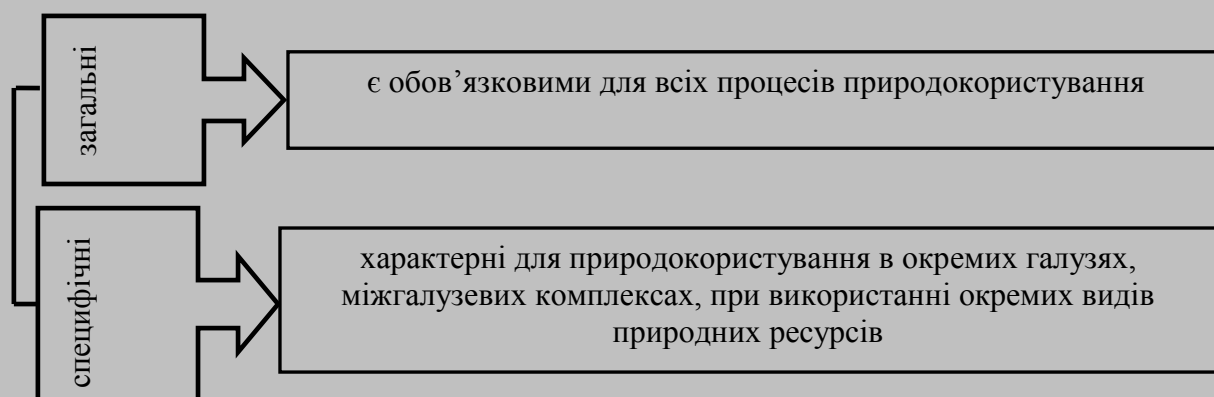 загальні
є обов’язковими для всіх процесів природокористування
специфічні
характерні для природокористування в окремих галузях,
міжгалузевих комплексах, при використанні окремих видів
природних ресурсів